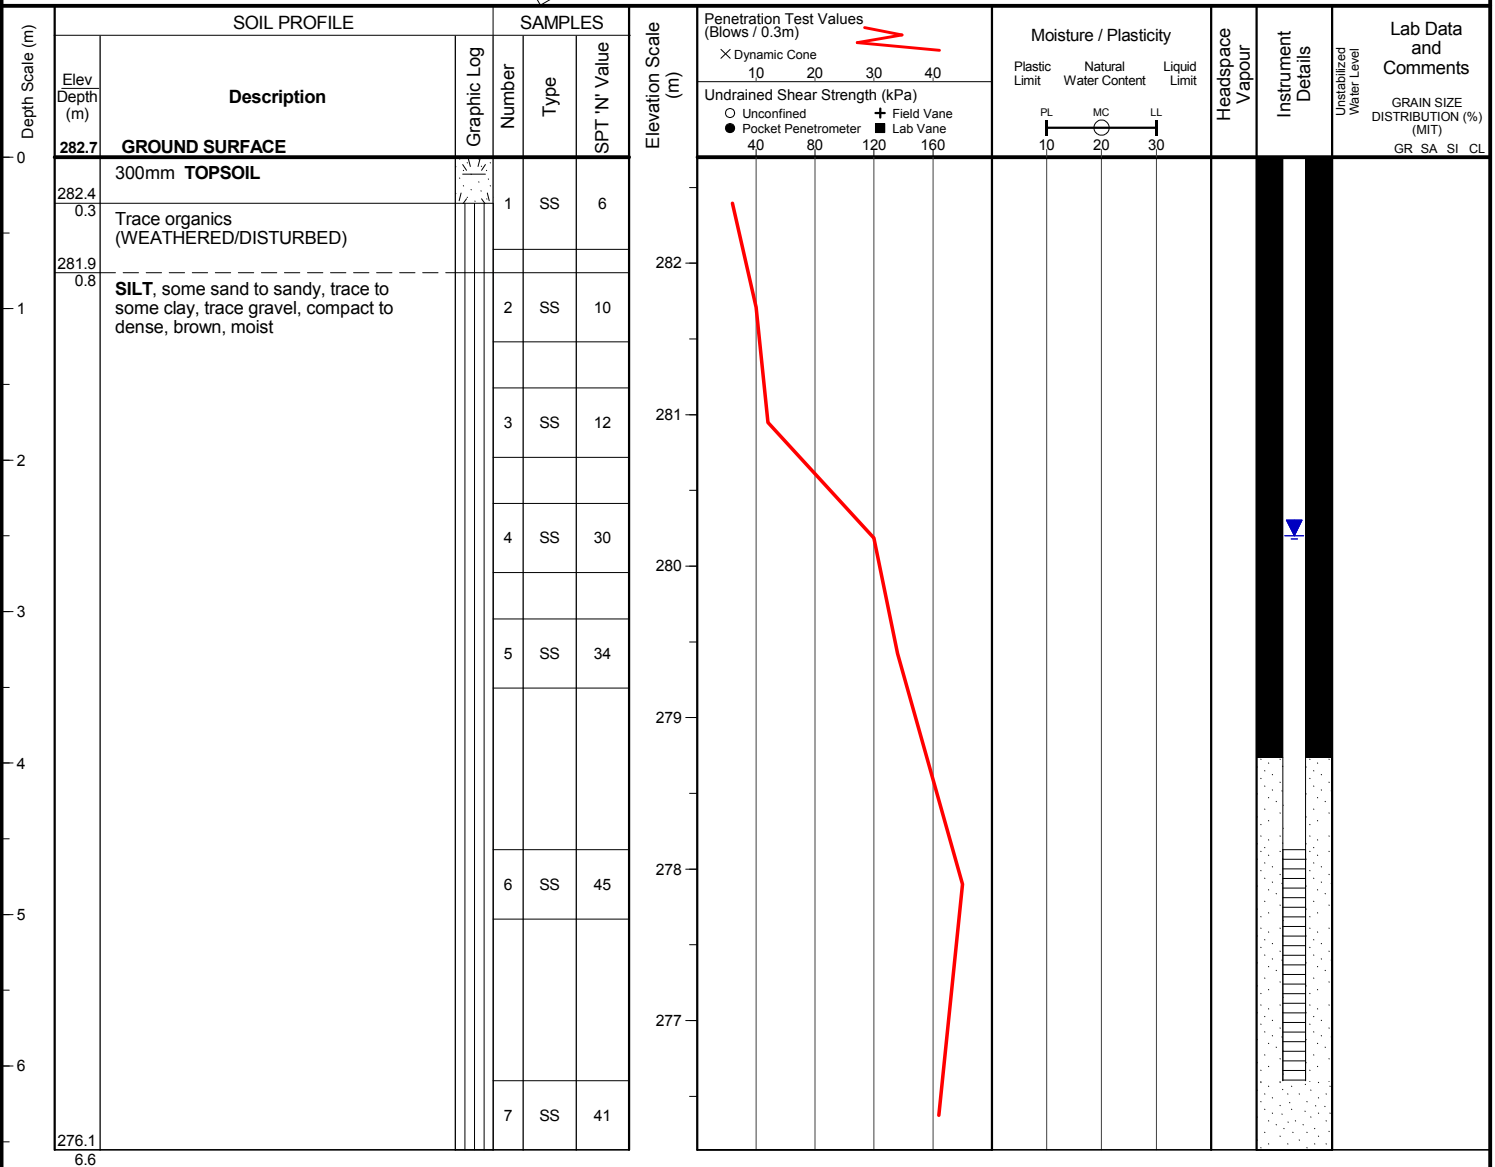 SOIL PROFILE
SAMPLES
Depth Scale (m)
Elev
Depth
(m)
Description
Graphic Log
Number
Type
SPT 'N' Value
Elevation Scale
(m)
Penetration Test Values
(Blows / 0.3m)
Dynamic Cone
10 20 30 40
Undrained Shear Strength (kPa)
Unconfined Field Vane
Pocket Penetrometer Lab Vane
40 80 120 160
Moisture / Plasticity
Plastic
Limit
Natural
Water Content
Liquid
Limit
PL MC LL
10 20 30
Headspace
Vapour
Instrument
Details
Unstabilized
Water Level
Lab Data
and
Comments
GRAIN SIZE
DISTRIBUTION (%)
(MIT)
GR SA SI CL
282.7 GROUND SURFACE
0
300mm TOPSOIL
282.4
0.3
1 SS 6
Trace organics
(WEATHERED/DISTURBED)
281.9
0.8
282
SILT, some sand to sandy, trace to
some clay, trace gravel, compact to
dense, brown, moist
1
2 SS 10
281
3 SS 12
2
4 SS 30
280
3
5 SS 34
279
4
278
6 SS 45
5
277
6
7 SS 41
276.1
6.6